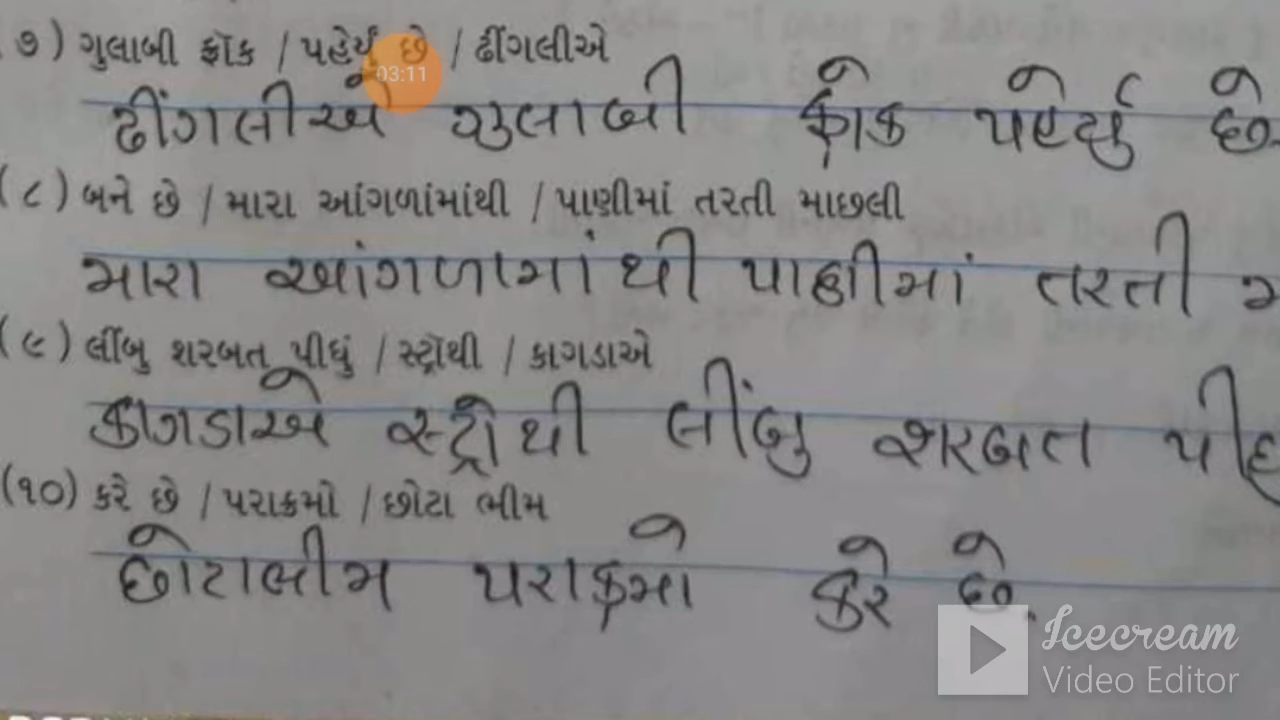 ૭) ગુલાબી ફ્રૉક / પહેર્યું છે / ઢીંગલીએ
03:11
ઢીંગલીએ ગુલાબી ફ્રોક પહેર્યુ છે.
(૮) બને છે / મારા આંગળાંમાંથી / પાણીમાં તરતી માછલી
મારા આંગળામાંથી પાણીમાં તરતી
(૯) લીંબુ શરબત પીધું / સ્ટ્રૉથી / કાગડાએ
કાગડાએ સ્ટ્રોથી લીંબુ શરબત
(૧૦) કરે છે / પરાક્રમો / છોટા ભીમ
છોટાભીમ પરાક્રમો કરે છે.
Icecream
Video Editor